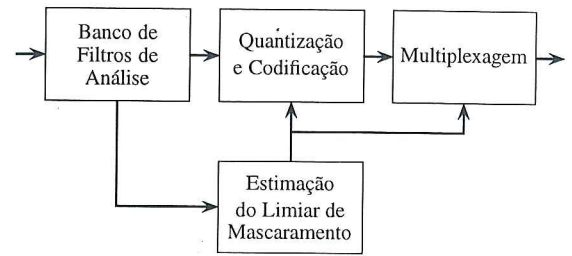 Banco de
Filtros de
Análise
Quantização
e Codificação
Multiplexagem
Estimação
do Limiar de
Mascaramento